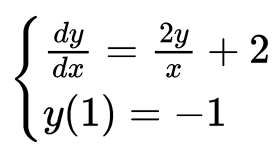 dy/dx = 2y/x + 2
y(1) = −1